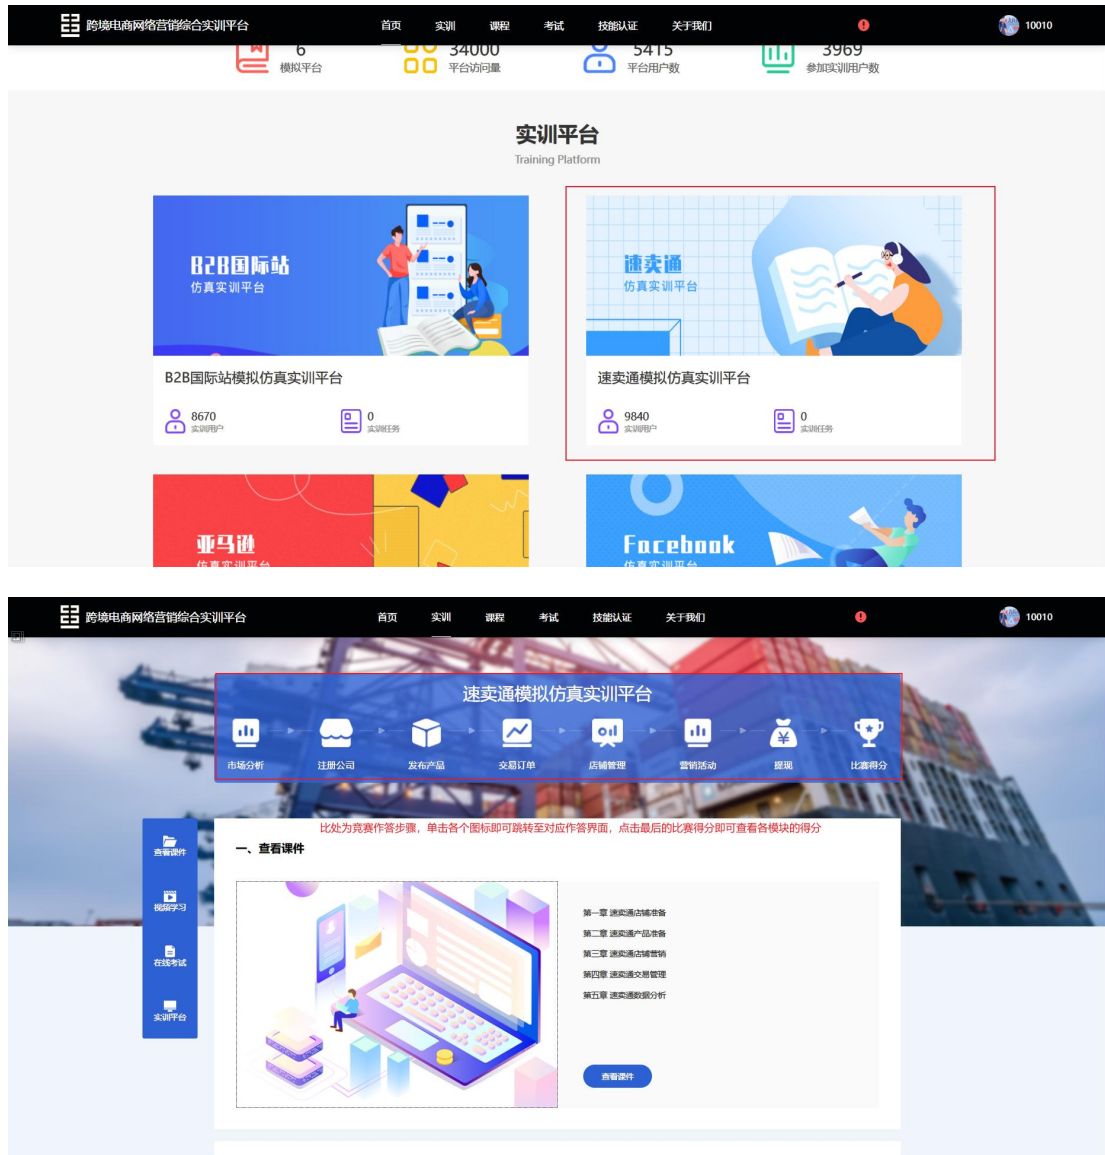 跨境电商网络营销综合实训平台 首页 实训 课程 考试 技能认证 关于我们 10010
6 34000 5415 3969
模拟平台 平台访问量 平台用户数 参加实训用户数
实训平台
Training Platform
B2B国际站
仿真实训平台
速卖通
仿真实训平台
B2B国际站模拟仿真实训平台
速卖通模拟仿真实训平台
8670 0
实训用户 实训任务
9840 0
实训用户 实训任务
亚马逊
仿真实训平台
Facebook
仿真实训平台
跨境电商网络营销综合实训平台 首页 实训 课程 考试 技能认证 关于我们 10010
速卖通模拟仿真实训平台
市场分析 注册公司 发布产品 交易订单 店铺管理 营销活动 提现 比赛得分
比处为竞赛作答步骤，单击各个图标即可跳转至对应作答界面，点击最后的比赛得分即可查看各模块的得分
查看课件
视频学习
在线考试
实训平台
一、查看课件
第一章 速卖通店铺准备
第二章 速卖通产品准备
第三章 速卖通店铺营销
第四章 速卖通交易管理
第五章 速卖通数据分析
查看课件